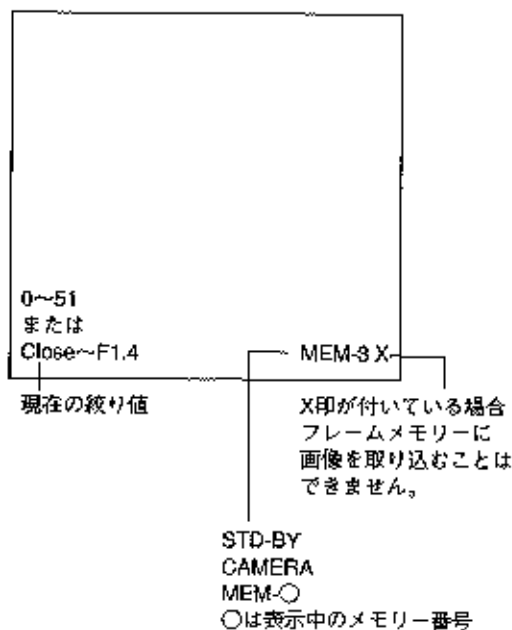 0〜51
または
Close〜F1.4
MEM-3 X
現在の絞り値
X印が付いている場合
フレームメモリーに
画像を取り込むことは
できません。
STD-BY
CAMERA
MEM-○
○は表示中のメモリー番号